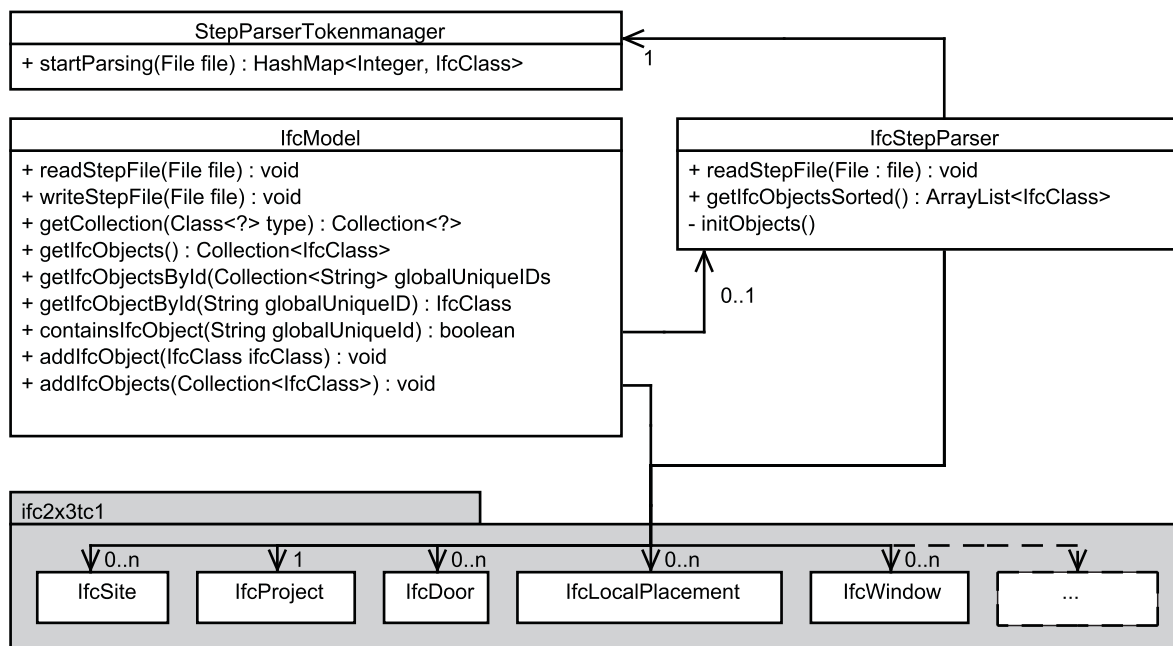 StepParserTokenmanager
+ startParsing(File file) : HashMap<Integer, IfcClass>
1
IfcModel
+ readStepFile(File file) : void
+ writeStepFile(File file) : void
+ getCollection(Class<?> type) : Collection<?>
+ getIfcObjects() : Collection<IfcClass>
+ getIfcObjectsById(Collection<String> globalUniqueIDs
+ getIfcObjectById(String globalUniqueID) : IfcClass
+ containsIfcObject(String globalUniqueId) : boolean
+ addIfcObject(IfcClass ifcClass) : void
+ addIfcObjects(Collection<IfcClass>) : void
IfcStepParser
+ readStepFile(File : file) : void
+ getIfcObjectsSorted() : ArrayList<IfcClass>
- initObjects()
0..1
ifc2x3tc1
0..n
1
0..n
0..n
0..n
IfcSite
IfcProject
IfcDoor
IfcLocalPlacement
IfcWindow
...